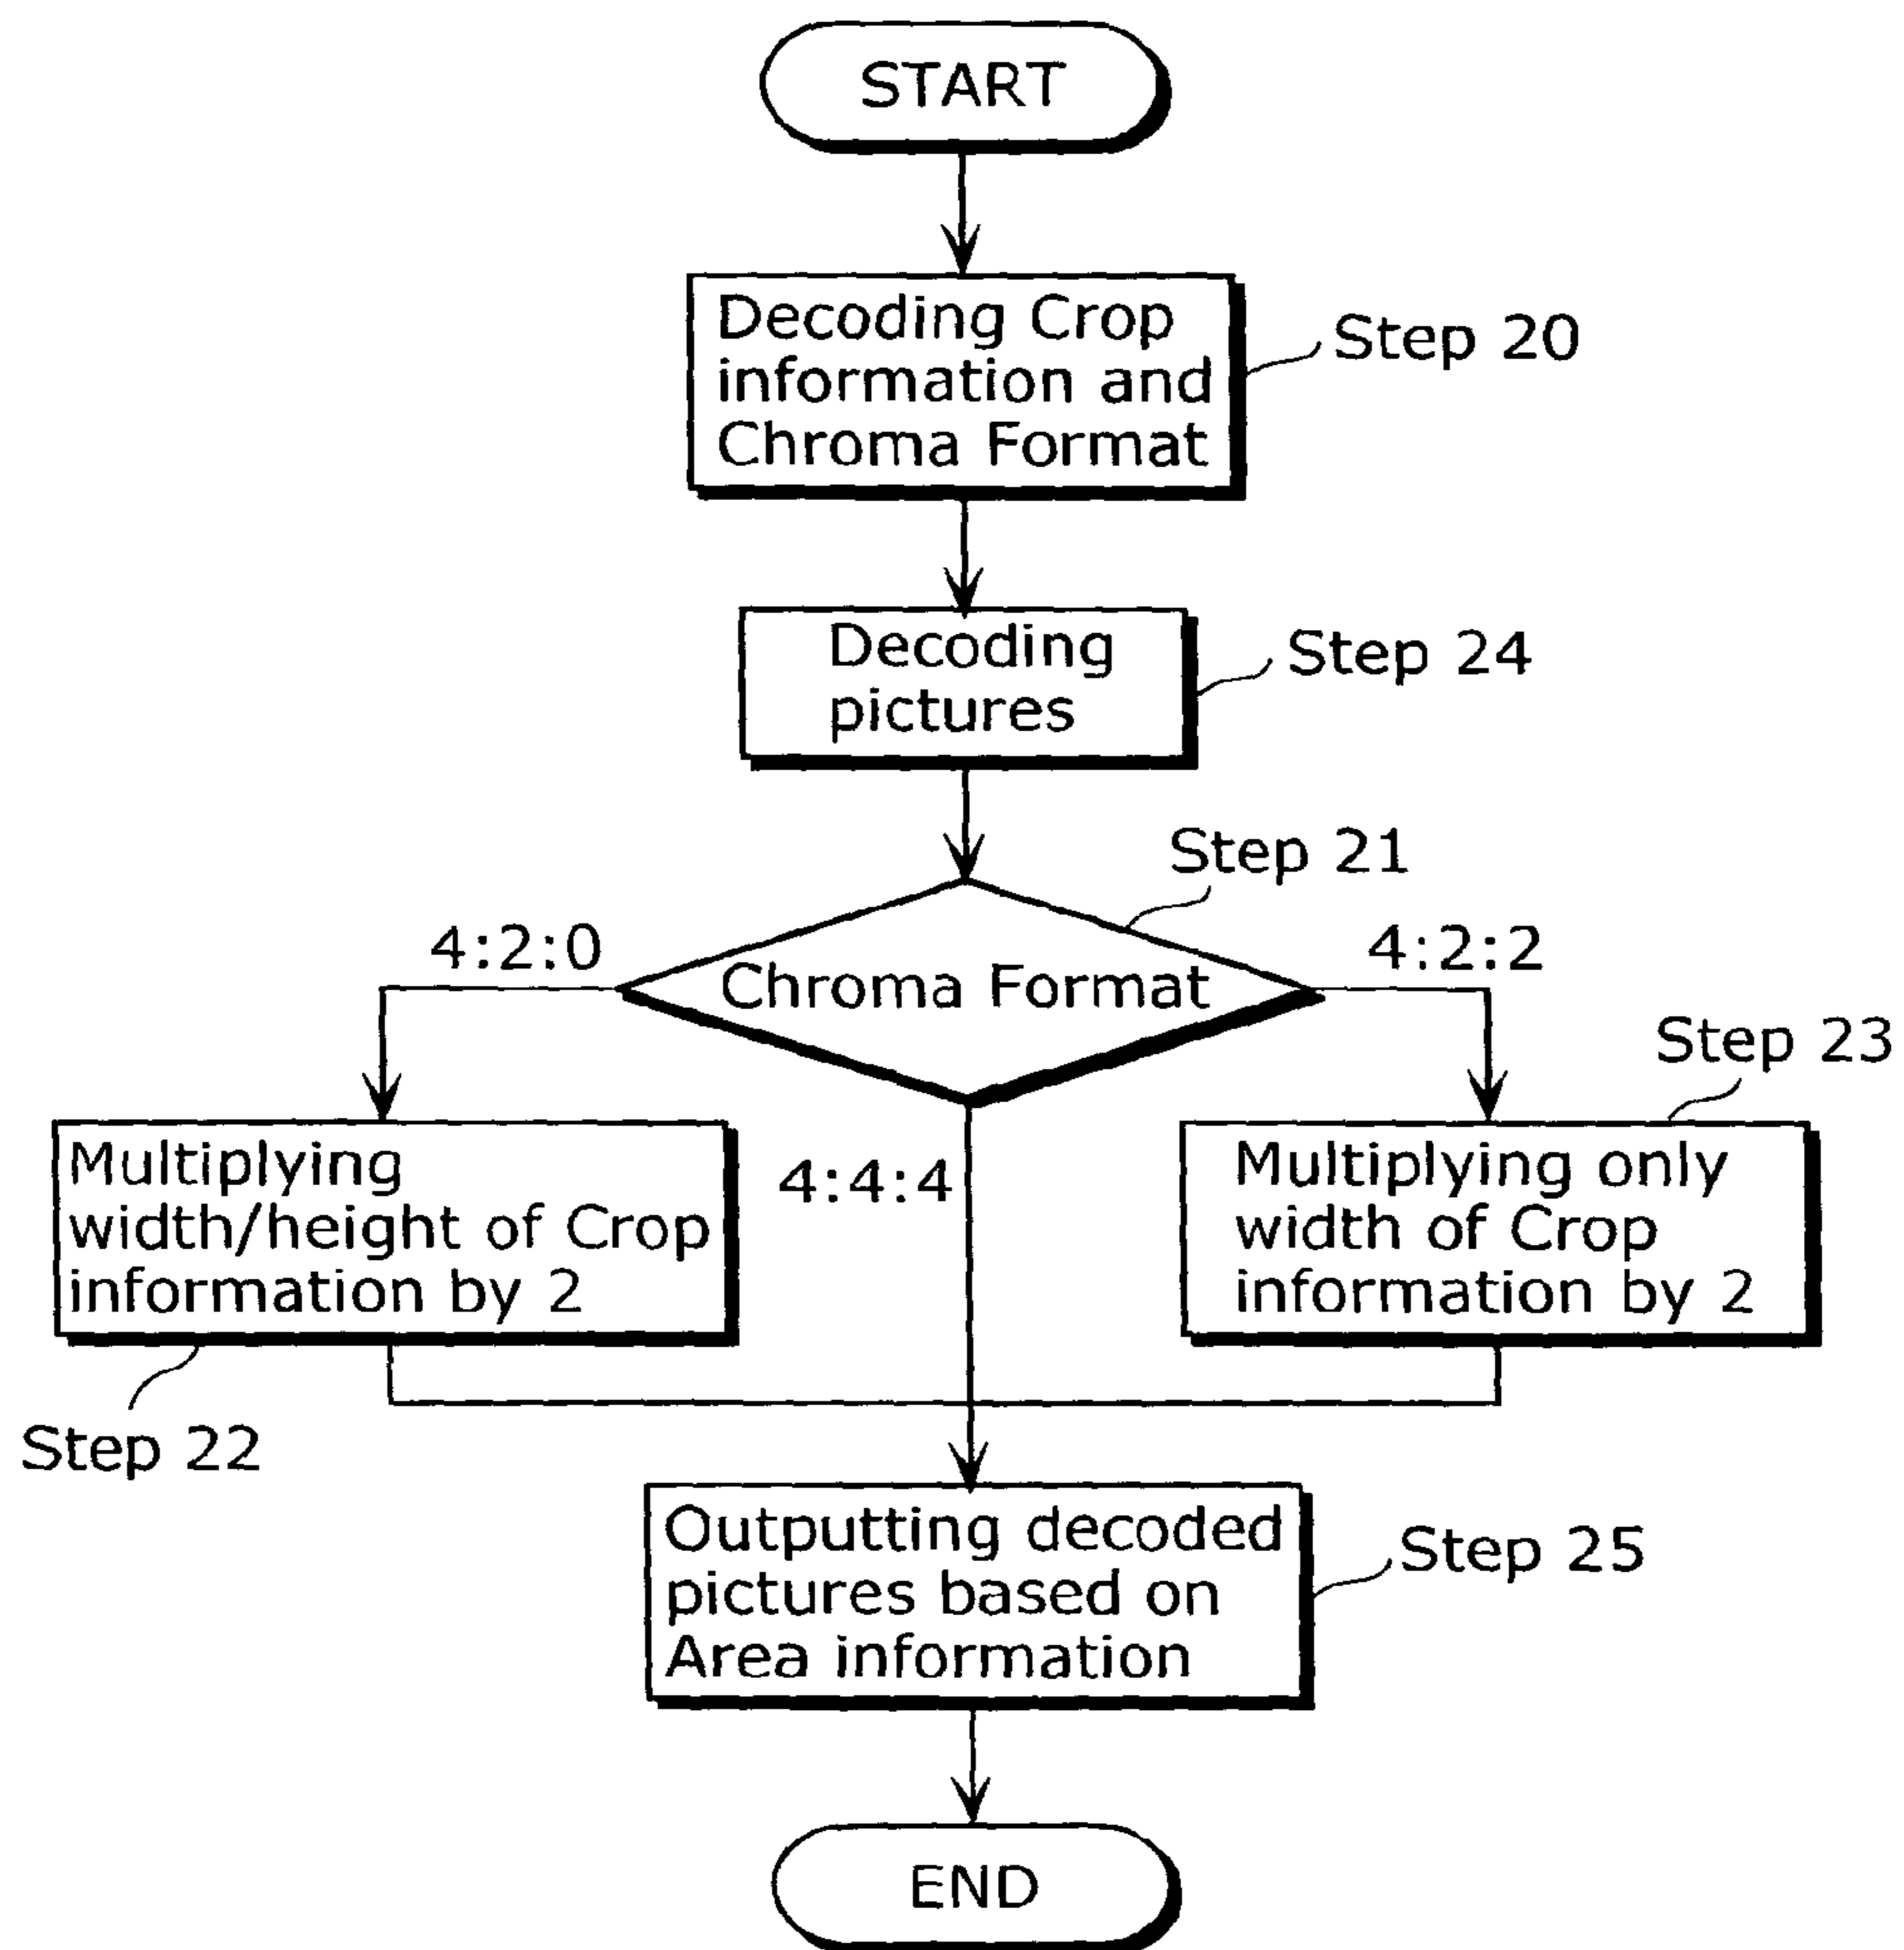 START
Decoding Crop
information and
Chroma Format
Step 20
Decoding
pictures
Step 24
Step 21
4:2:0
Chroma Format
4:2:2
Step 23
Multiplying
width/height of Crop
information by 2
4:4:4
Multiplying only
width of Crop
information by 2
Step 22
Outputting decoded
pictures based on
Area information
Step 25
END